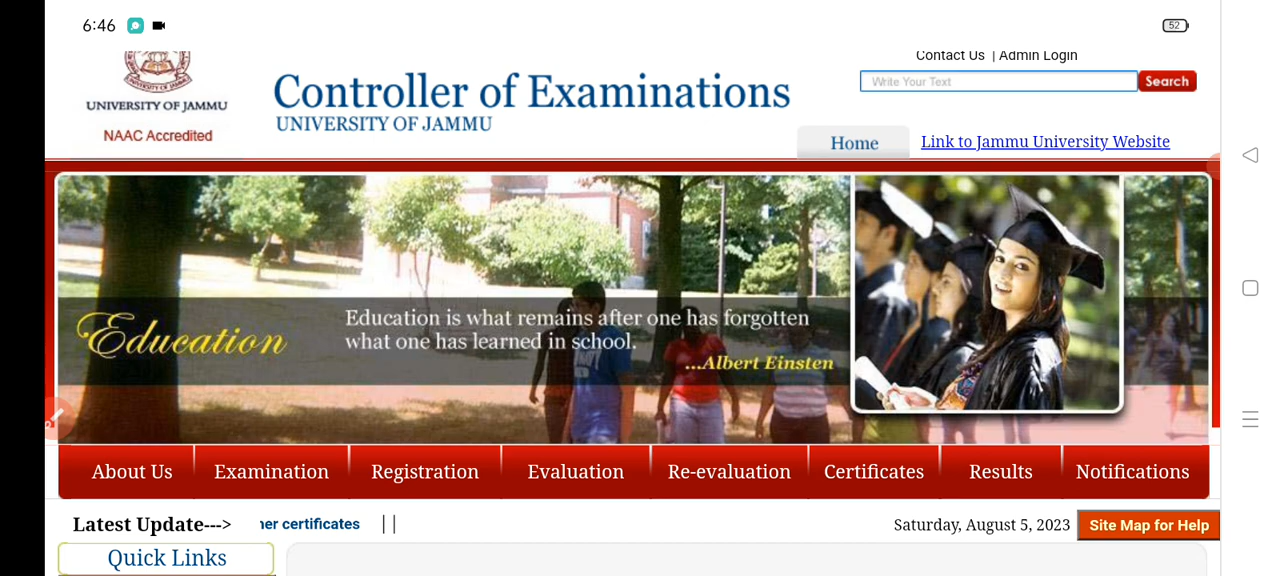 6:46
52
Contact Us | Admin Login
Write Your Text Search
UNIVERSITY OF JAMMU
NAAC Accredited
Controller of Examinations
UNIVERSITY OF JAMMU
Home Link to Jammu University Website
Education
Education is what remains after one has forgotten
what one has learned in school.
...Albert Einsten
About Us Examination Registration Evaluation Re-evaluation Certificates Results Notifications
Latest Update---> certificates || Saturday, August 5, 2023 Site Map for Help
Quick Links